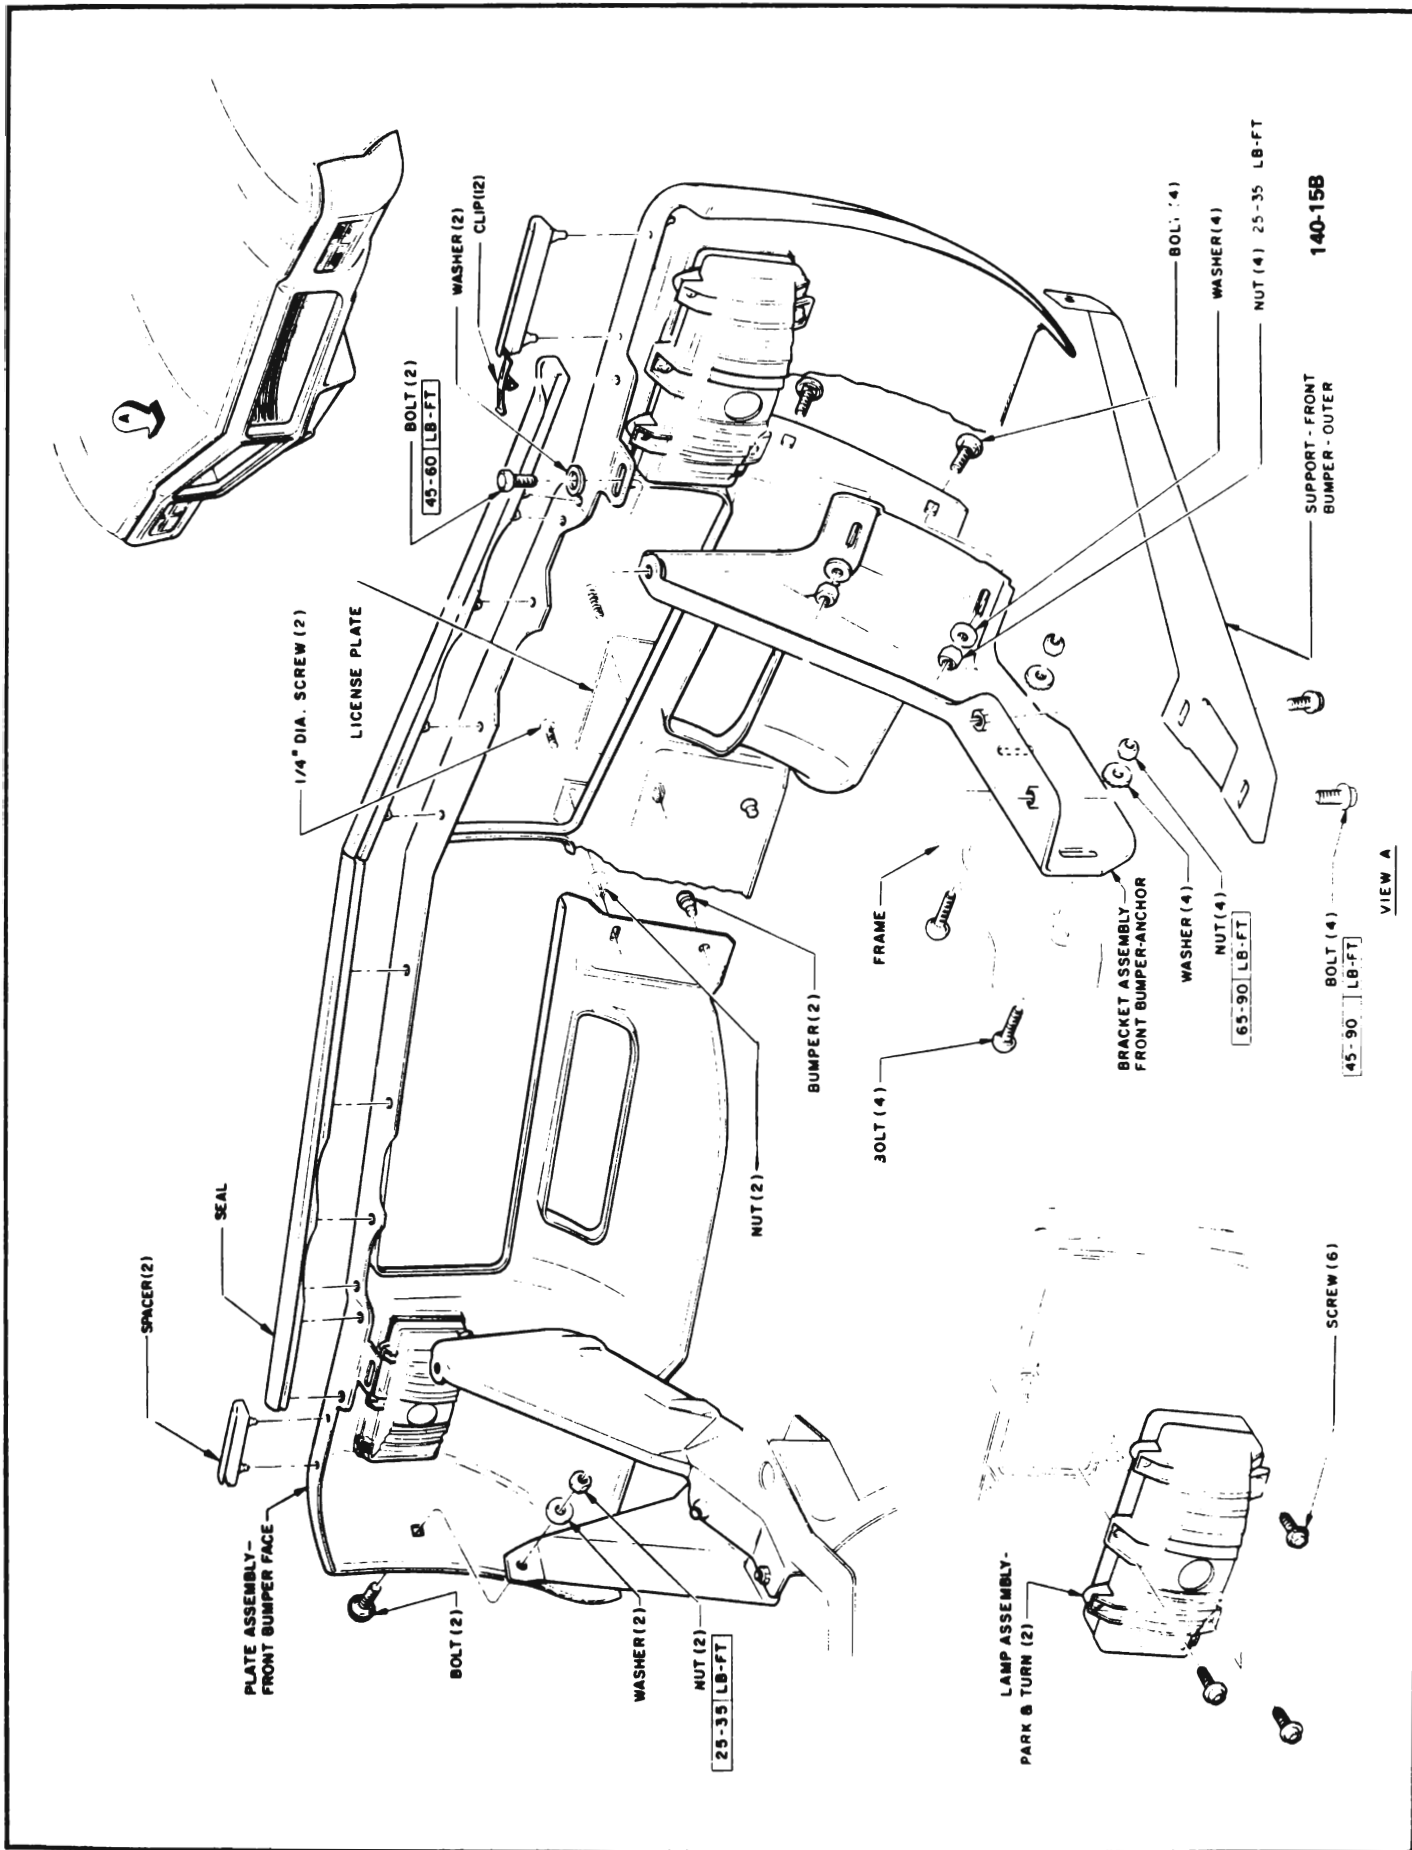 SPACER(2)
SEAL
PLATE ASSEMBLY-
FRONT BUMPER FACE
BOLT (2)
WASHER(2)
NUT(2)
25-35 LB-FT
1/4" DIA. SCREW (2)
LICENSE PLATE
BOLT (2)
45-60 LB-FT
WASHER (2)
CLIP(12)
A
NUT(2)
BUMPER(2)
FRAME
BOLT (4)
BRACKET ASSEMBLY-
FRONT BUMPER-ANCHOR
WASHER(4)
NUT(4)
65-90 LB-FT
BOLT (4)
45-90 LB-FT
BOLT (4)
WASHER(4)
NUT (4) 25-35 LB-FT
SUPPORT-FRONT
BUMPER-OUTER
LAMP ASSEMBLY-
PARK & TURN (2)
SCREW (6)
VIEW A
140-15B